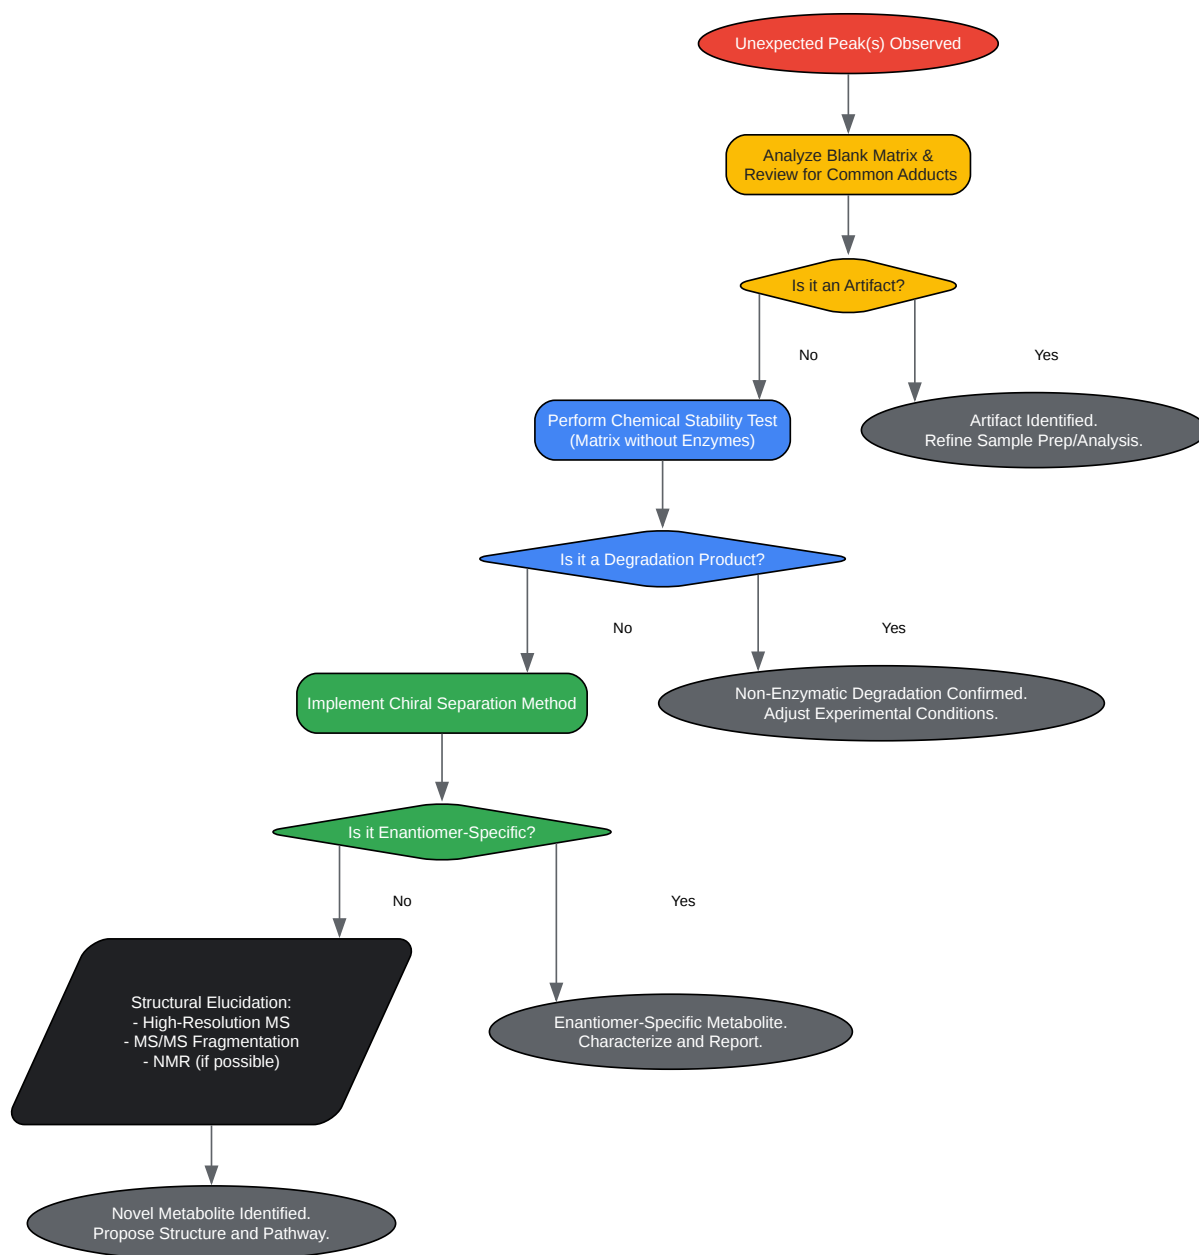 Unexpected Peak(s) Observed
Analyze Blank Matrix &
Review for Common Adducts
Is it an Artifact?
No
Yes
Perform Chemical Stability Test
(Matrix without Enzymes)
Artifact Identified.
Refine Sample Prep/Analysis.
Is it a Degradation Product?
No
Yes
Implement Chiral Separation Method
Non-Enzymatic Degradation Confirmed.
Adjust Experimental Conditions.
Is it Enantiomer-Specific?
No
Yes
Structural Elucidation:
- High-Resolution MS
- MS/MS Fragmentation
- NMR (if possible)
Enantiomer-Specific Metabolite.
Characterize and Report.
Novel Metabolite Identified.
Propose Structure and Pathway.